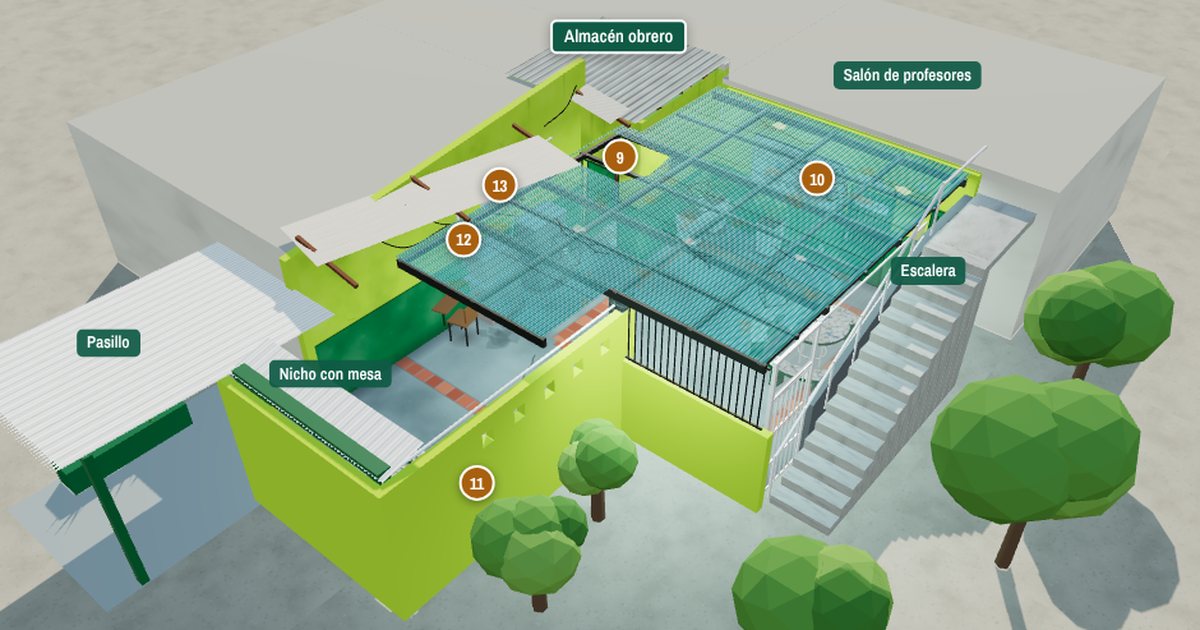 Almacén obrero
Salón de profesores
9
10
13
12
Escalera
Pasillo
Nicho con mesa
11